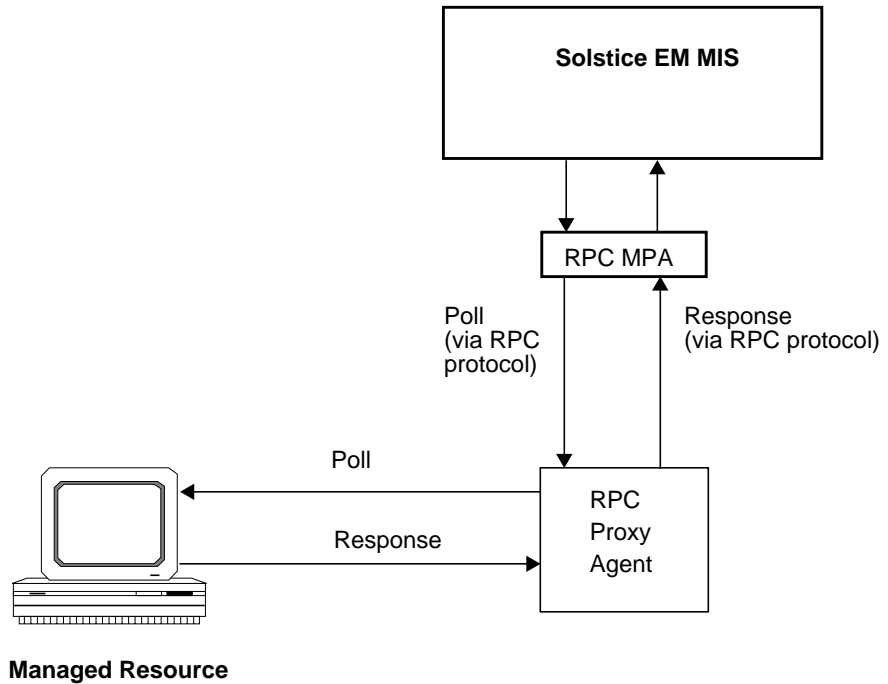 Solstice EM MIS
RPC MPA
Poll
(via RPC
protocol)
Response
(via RPC protocol)
Poll
Response
RPC
Proxy
Agent
Managed Resource